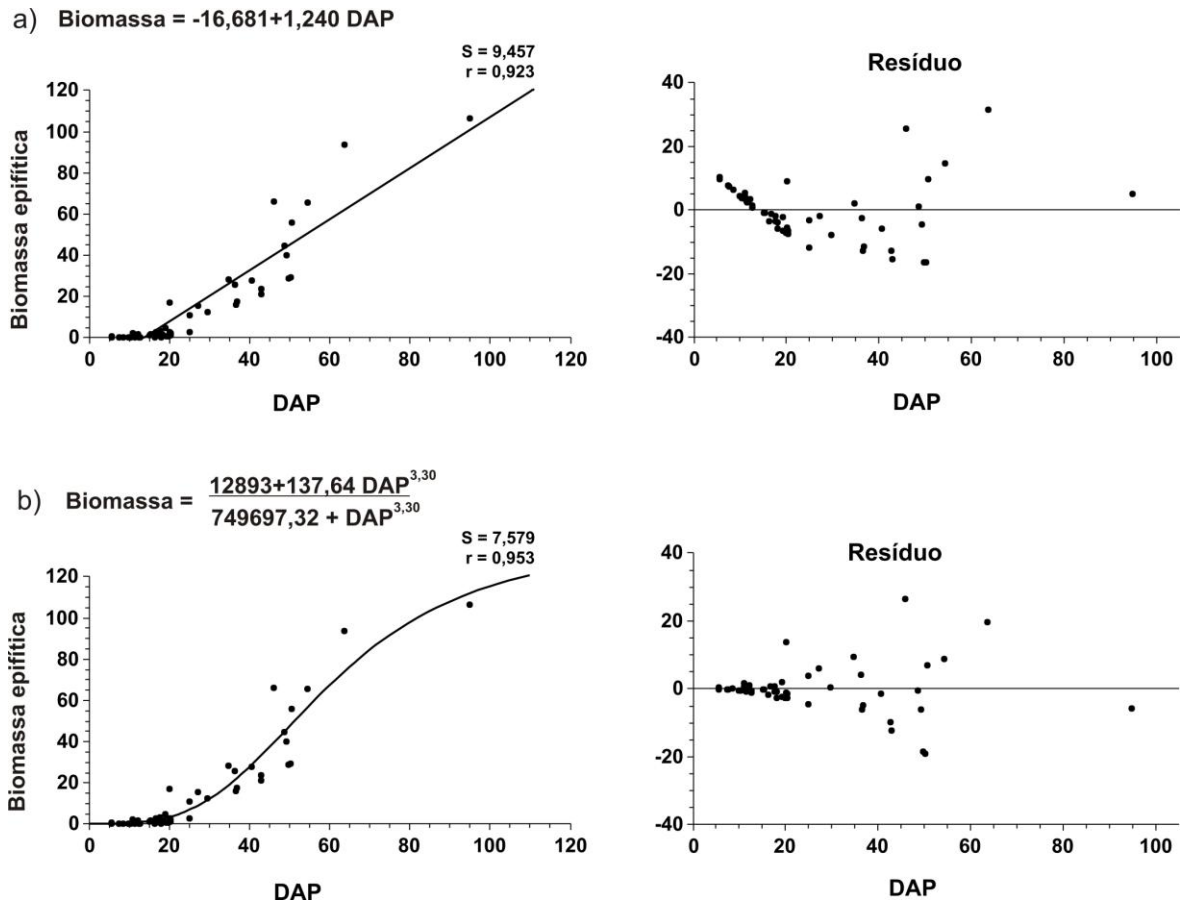 a) Biomassa = -16,681+1,240 DAP
S = 9,457
r = 0,923
Biomassa epifítica
120
100
80
60
40
20
0
0 20 40 60 80 100 120
DAP
Resíduo
40
20
0
-20
-40
0 20 40 60 80 100
DAP
b) Biomassa = 12893+137,64 DAP^3,30
749697,32 + DAP^3,30
S = 7,579
r = 0,953
Biomassa epifítica
120
100
80
60
40
20
0
0 20 40 60 80 100 120
DAP
Resíduo
40
20
0
-20
-40
0 20 40 60 80 100
DAP